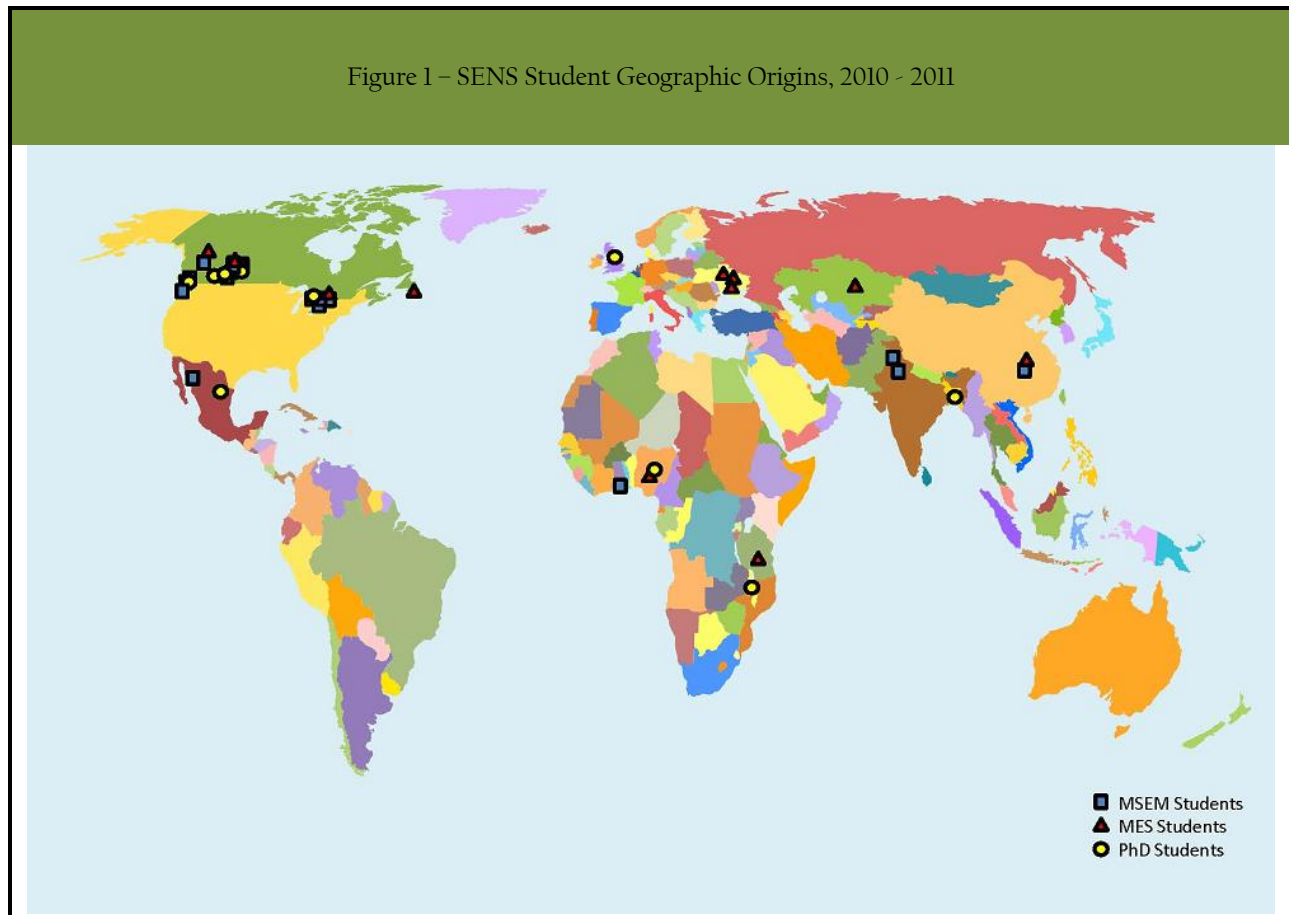 Figure 1 – SENS Student Geographic Origins, 2010 - 2011
MSEM Students
MES Students
PhD Students